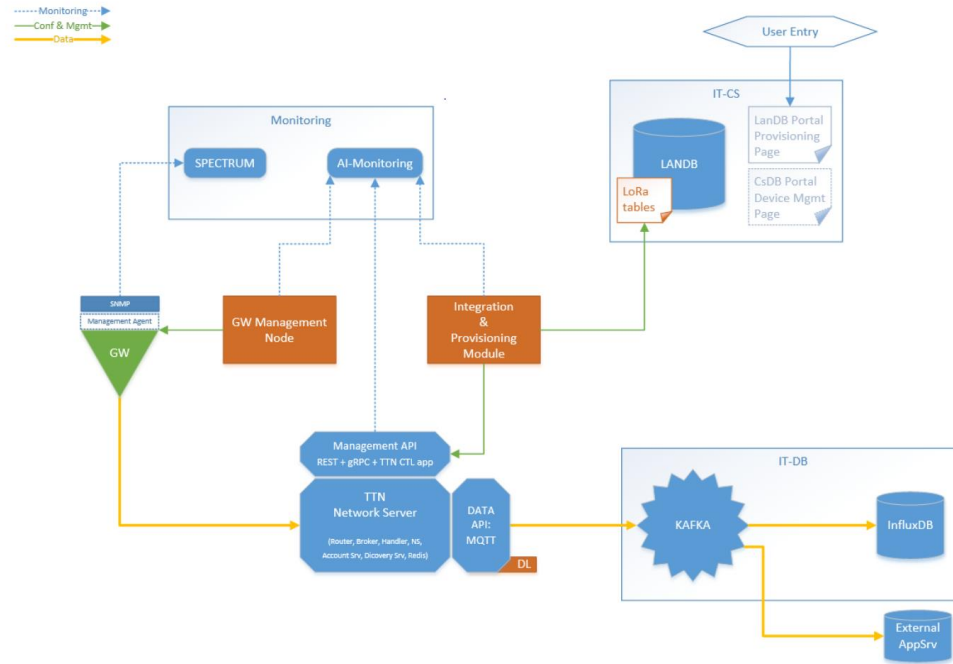 Monitoring
Conf & Mgmt
Data
User Entry
IT-CS
LanDB Portal
Provisioning
Page
LANDB
LoRa
tables
CsDB Portal
Device Mgmt
Page
Monitoring
SPECTRUM
AI-Monitoring
SNMP
Management Agent
GW
GW Management
Node
Integration
&
Provisioning
Module
Management API
REST + gRPC + TTN CTL app
TTN
Network Server
(Router, Broker, Handler, NS,
Account Srv, Dicovery Srv, Redis)
DATA
API:
MQTT
DL
IT-DB
KAFKA
InfluxDB
External
AppSrv